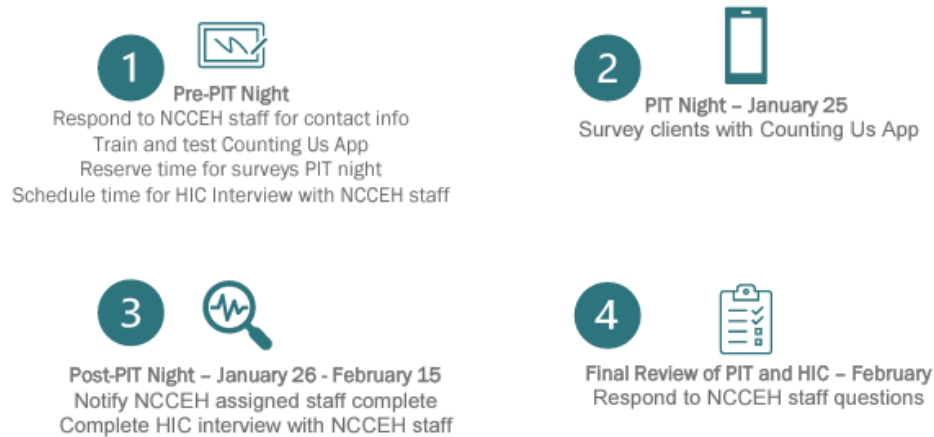 1
Pre-PIT Night
Respond to NCCEH staff for contact info
Train and test Counting Us App
Reserve time for surveys PIT night
Schedule time for HIC Interview with NCCEH staff
2
PIT Night – January 25
Survey clients with Counting Us App
3
Post-PIT Night – January 26 - February 15
Notify NCCEH assigned staff complete
Complete HIC interview with NCCEH staff
4
Final Review of PIT and HIC – February
Respond to NCCEH staff questions